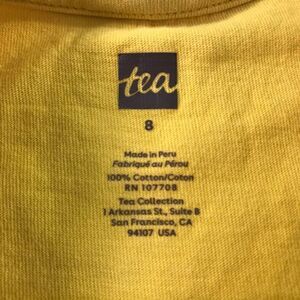 tea
8
Made in Peru
Fabriqué au Pérou
100% Cotton/Coton
RN 107708
Tea Collection
1 Arkansas St., Suite B
San Francisco, CA
94107 USA